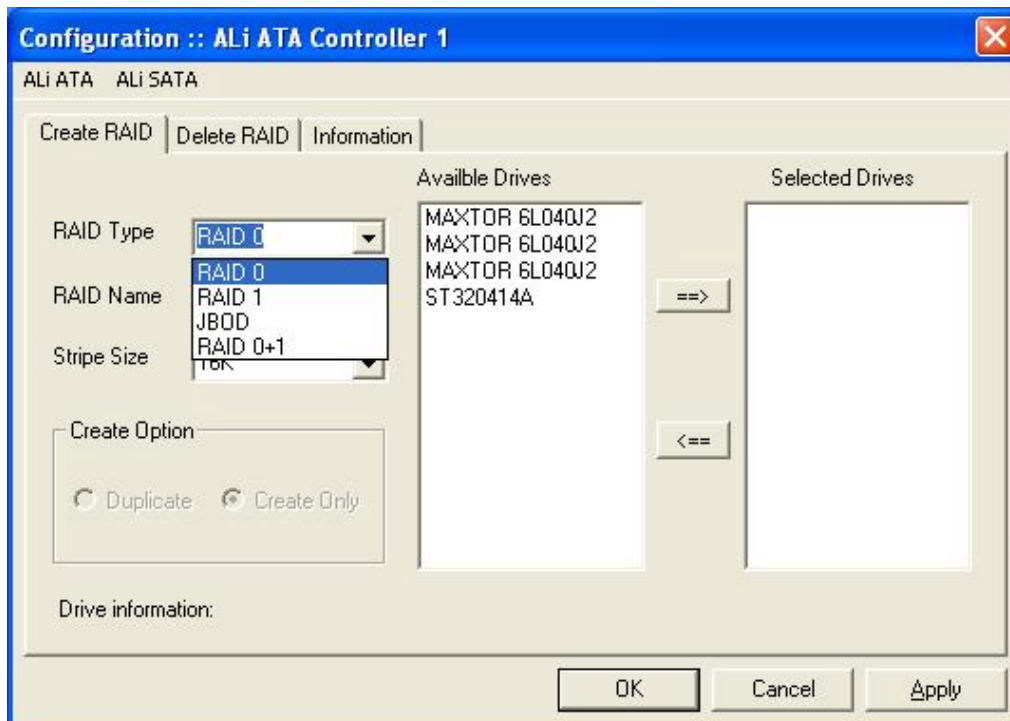 Configuration :: ALi ATA Controller 1
ALi ATA ALi SATA
Create RAID Delete RAID Information
Availble Drives
Selected Drives
RAID Type
RAID 0
RAID 0
RAID 1
JBOD
RAID 0+1
RAID Name
Stripe Size
16K
MAXTOR 6L040J2
MAXTOR 6L040J2
MAXTOR 6L040J2
ST320414A
==>
<==
Create Option
Duplicate Create Only
Drive information:
OK Cancel Apply